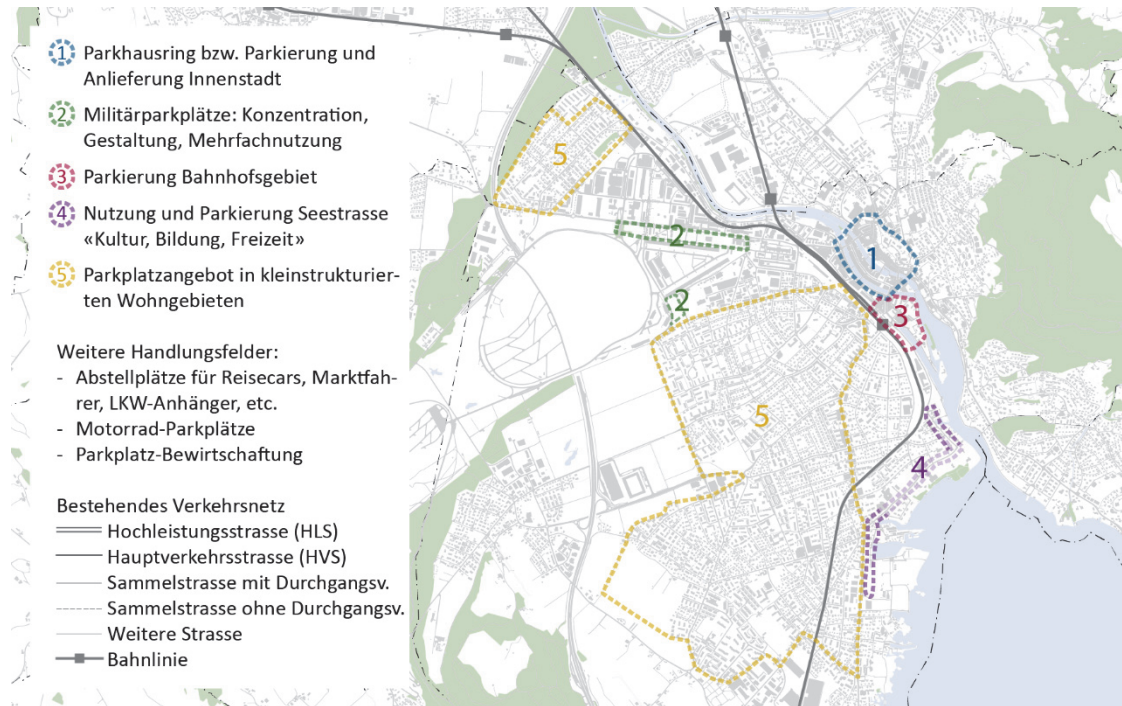 1 Parkhausring bzw. Parkierung und
Anlieferung Innenstadt
2 Militärparkplätze: Konzentration,
Gestaltung, Mehrfachnutzung
3 Parkierung Bahnhofsgebiet
4 Nutzung und Parkierung Seestrasse
«Kultur, Bildung, Freizeit»
5 Parkplatzangebot in kleinstrukturier-
ten Wohngebieten
Weitere Handlungsfelder:
- Abstellplätze für Reisecars, Marktfah-
rer, LKW-Anhänger, etc.
- Motorrad-Parkplätze
- Parkplatz-Bewirtschaftung
Bestehendes Verkehrsnetz
Hochleistungsstrasse (HLS)
Hauptverkehrsstrasse (HVS)
Sammelstrasse mit Durchgangsv.
Sammelstrasse ohne Durchgangsv.
Weitere Strasse
Bahnlinie
5
2
1
2
3
5
4